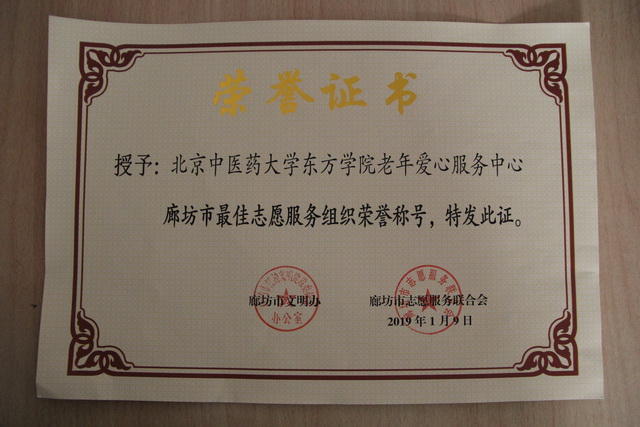 荣誉证书
授予：北京中医药大学东方学院老年爱心服务中心
廊坊市最佳志愿服务组织荣誉称号，特发此证。
廊坊市文明办 廊坊市志愿服务联合会
办公室
2019年1月9日